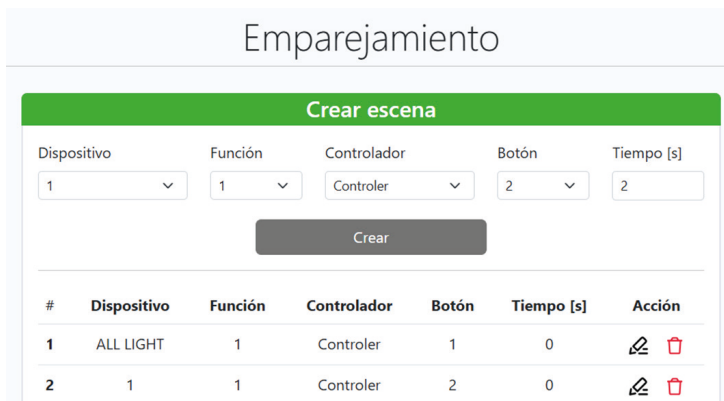 Emparejamiento
Crear escena
Dispositivo Función Controlador Botón Tiempo [s]
1 1 Controler 2 2
Crear
# Dispositivo Función Controlador Botón Tiempo [s] Acción
1 ALL LIGHT 1 Controler 1 0
2 1 1 Controler 2 0